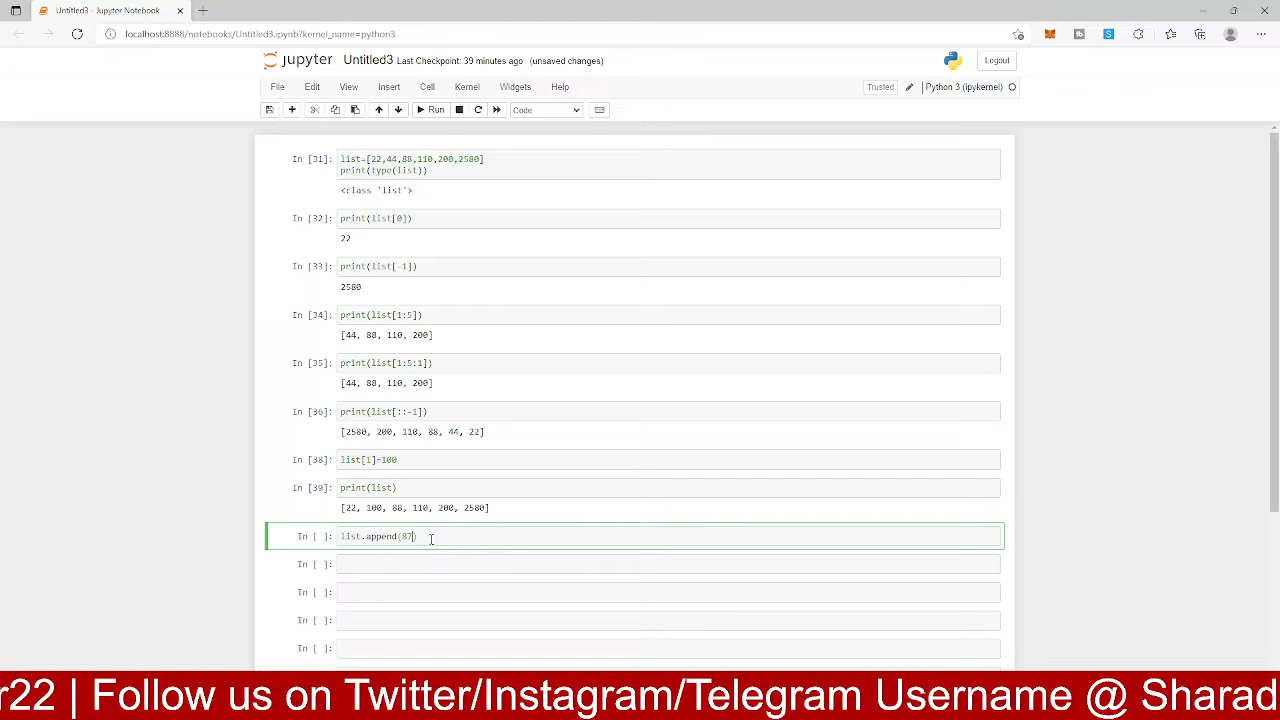 Untitled3 - Jupyter Notebook
localhost:8888/notebooks/Untitled3.ipynb?kernel_name=python3
jupyter Untitled3 Last Checkpoint: 39 minutes ago (unsaved changes)
Logout
File Edit View Insert Cell Kernel Widgets Help
Trusted Python 3 (ipykernel)
Run Code
In [31]: list=[22,44,88,110,200,2580]
print(type(list))
<class 'list'>
In [32]: print(list[0])
22
In [33]: print(list[-1])
2580
In [34]: print(list[1:5])
[44, 88, 110, 200]
In [35]: print(list[1:5:1])
[44, 88, 110, 200]
In [36]: print(list[::-1])
[2580, 200, 110, 88, 44, 22]
In [38]: list[1]=100
In [39]: print(list)
[22, 100, 88, 110, 200, 2580]
In [ ]: list.append(87)
In [ ]:
In [ ]:
In [ ]:
In [ ]:
r22 | Follow us on Twitter/Instagram/Telegram Username @ Sharad